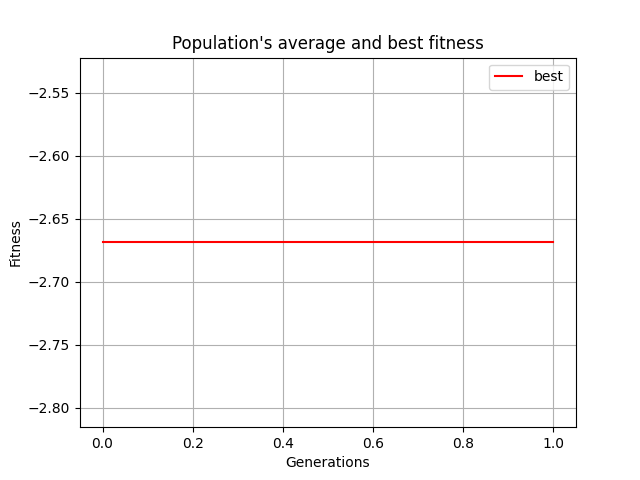 Population's average and best fitness
best
Fitness
−2.55
−2.60
−2.65
−2.70
−2.75
−2.80
0.0 0.2 0.4 0.6 0.8 1.0
Generations